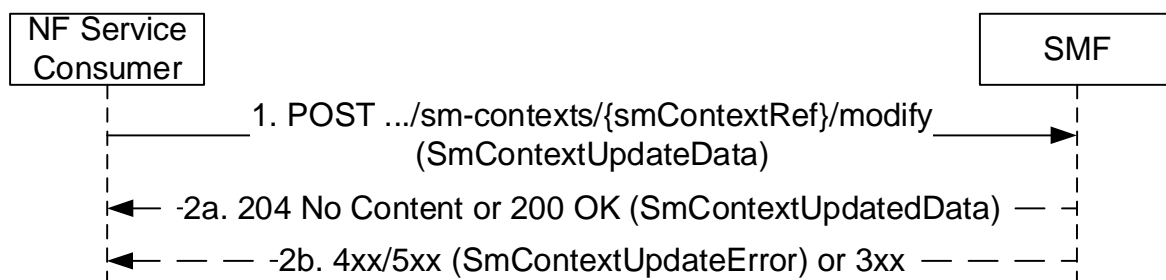 NF Service
Consumer
SMF
1. POST .../sm-contexts/{smContextRef}/modify
(SmContextUpdateData)
2a. 204 No Content or 200 OK (SmContextUpdatedData)
2b. 4xx/5xx (SmContextUpdateError) or 3xx